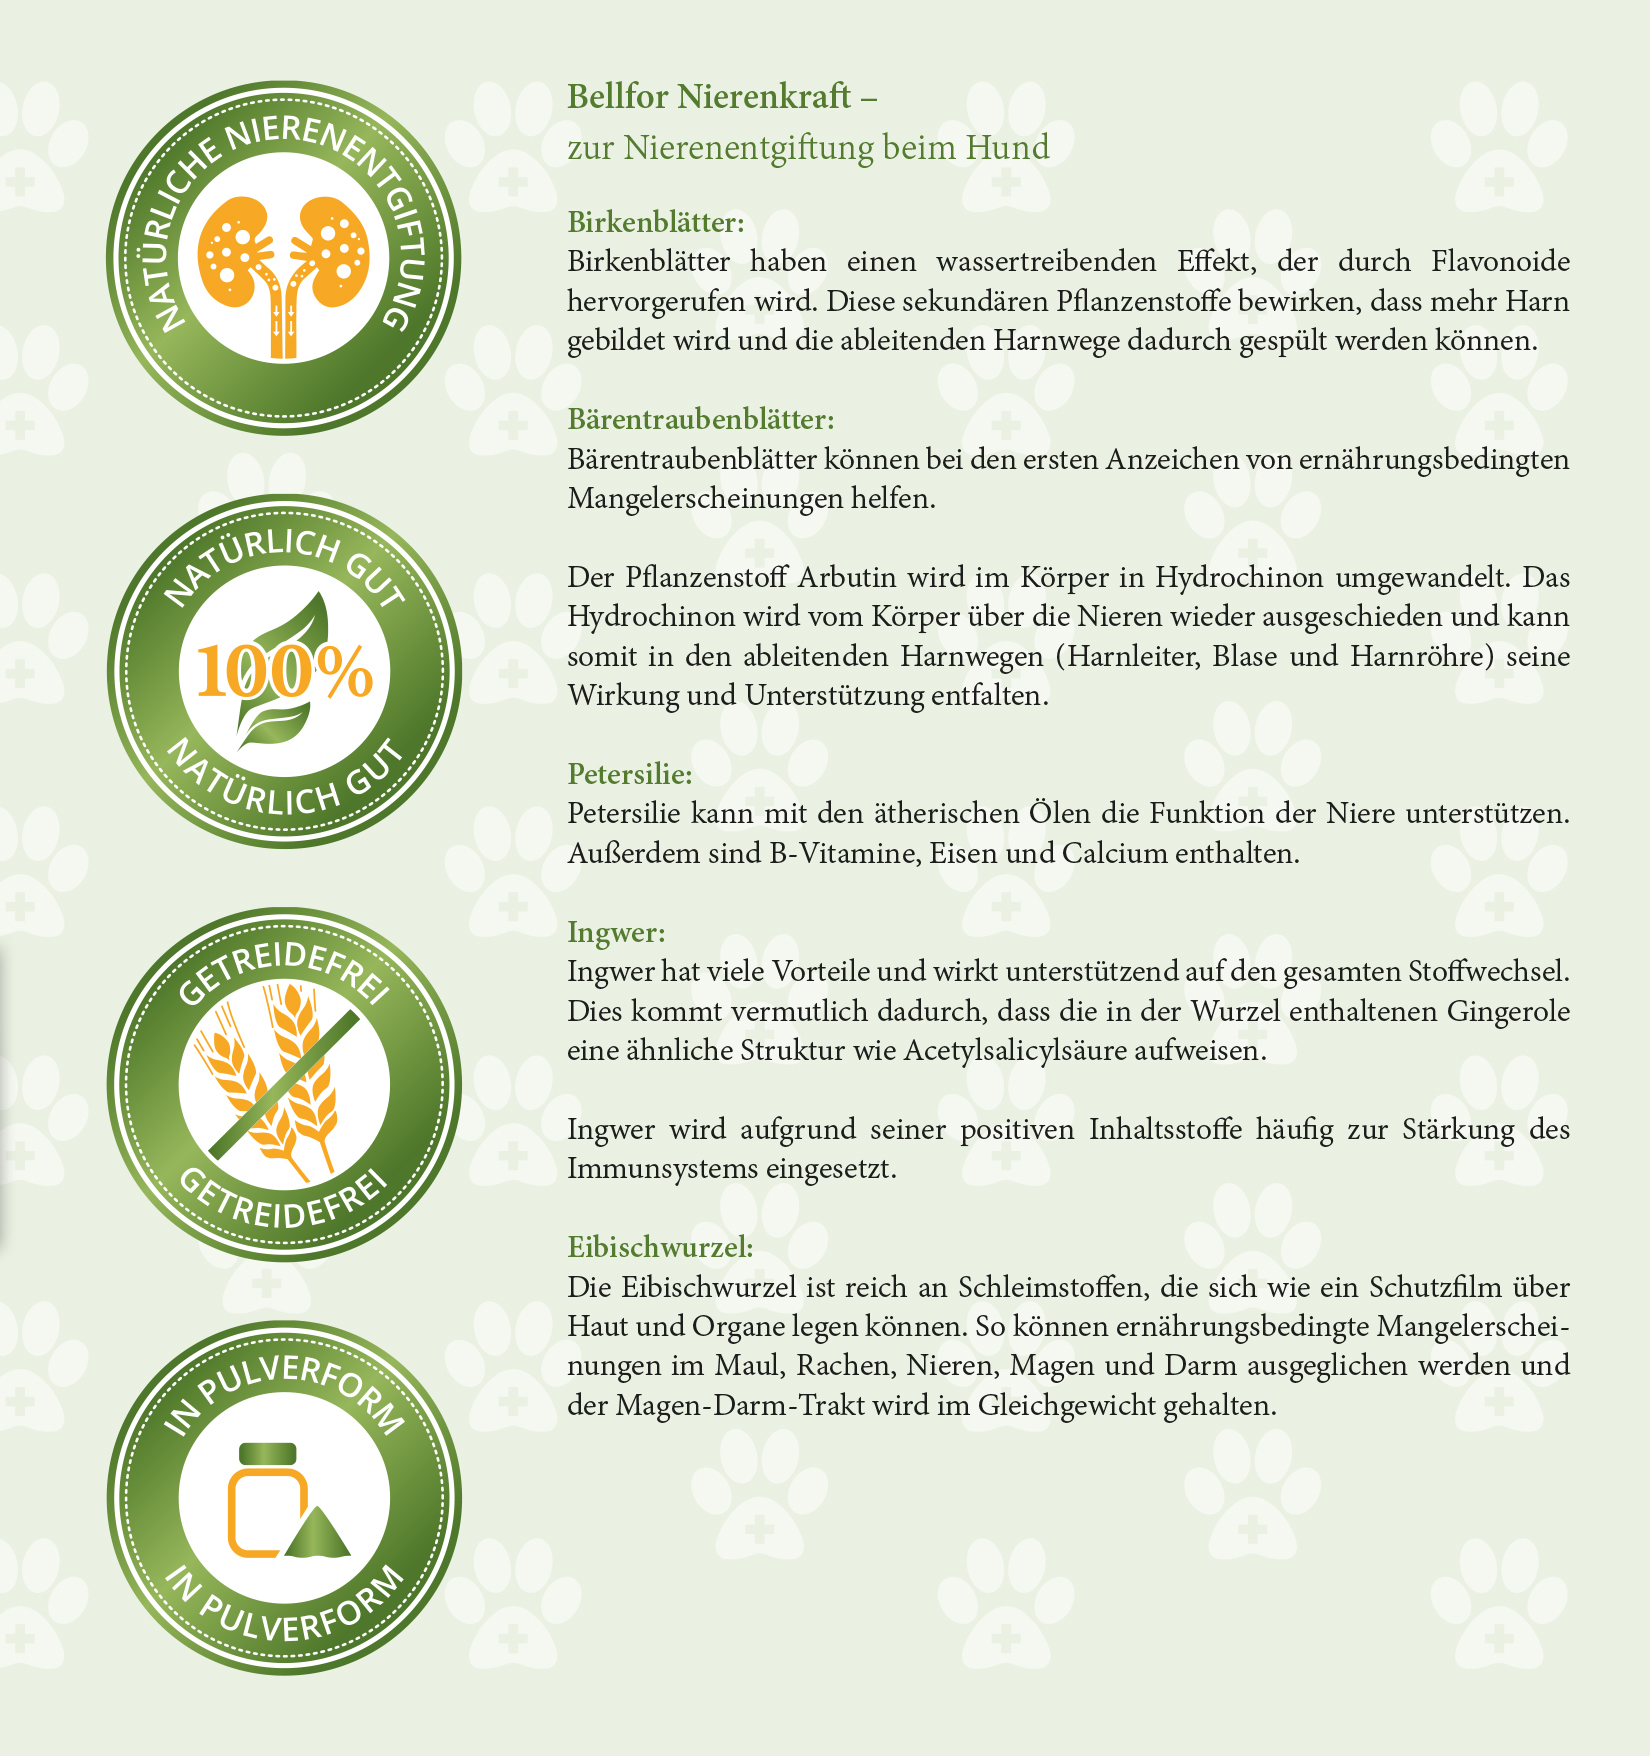 NATÜRLICHE NIERENENTGIFTUNG
NATÜRLICH GUT
100%
NATÜRLICH GUT
GETREIDEFREI
GETREIDEFREI
IN PULVERFORM
IN PULVERFORM
Bellfor Nierenkraft –
zur Nierenentgiftung beim Hund
Birkenblätter:
Birkenblätter haben einen wassertreibenden Effekt, der durch Flavonoide
hervorgerufen wird. Diese sekundären Pflanzenstoffe bewirken, dass mehr Harn
gebildet wird und die ableitenden Harnwege dadurch gespült werden können.
Bärentraubenblätter:
Bärentraubenblätter können bei den ersten Anzeichen von ernährungsbedingten
Mangelerscheinungen helfen.
Der Pflanzenstoff Arbutin wird im Körper in Hydrochinon umgewandelt. Das
Hydrochinon wird vom Körper über die Nieren wieder ausgeschieden und kann
somit in den ableitenden Harnwegen (Harnleiter, Blase und Harnröhre) seine
Wirkung und Unterstützung entfalten.
Petersilie:
Petersilie kann mit den ätherischen Ölen die Funktion der Niere unterstützen.
Außerdem sind B-Vitamine, Eisen und Calcium enthalten.
Ingwer:
Ingwer hat viele Vorteile und wirkt unterstützend auf den gesamten Stoffwechsel.
Dies kommt vermutlich dadurch, dass die in der Wurzel enthaltenen Gingerole
eine ähnliche Struktur wie Acetylsalicylsäure aufweisen.
Ingwer wird aufgrund seiner positiven Inhaltsstoffe häufig zur Stärkung des
Immunsystems eingesetzt.
Eibischwurzel:
Die Eibischwurzel ist reich an Schleimstoffen, die sich wie ein Schutzfilm über
Haut und Organe legen können. So können ernährungsbedingte Mangelerschei-
nungen im Maul, Rachen, Nieren, Magen und Darm ausgeglichen werden und
der Magen-Darm-Trakt wird im Gleichgewicht gehalten.